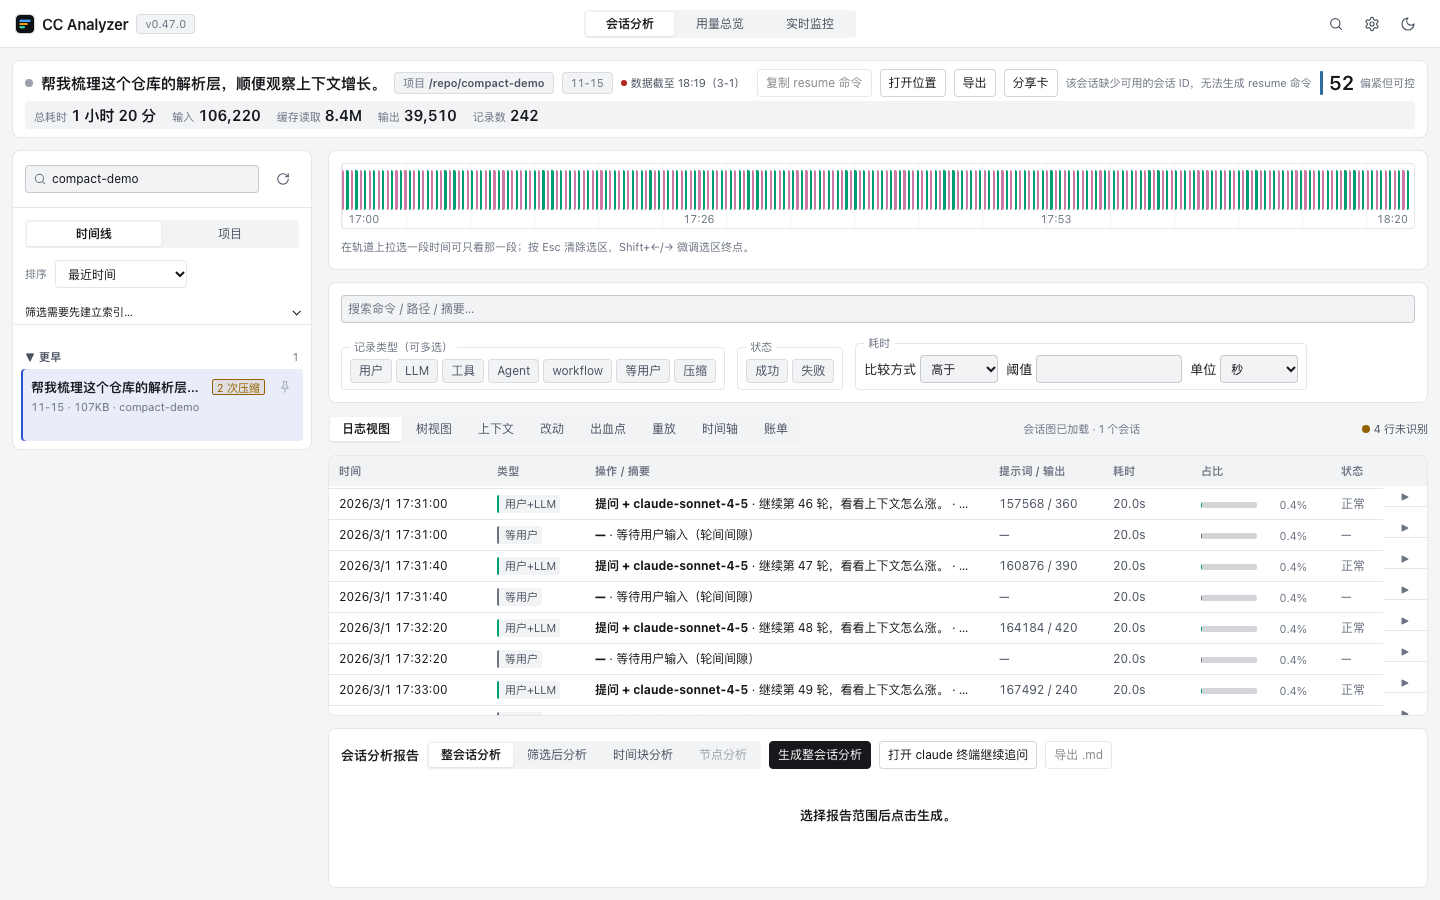 CC Analyzer v0.47.0 会话分析 用量总览 实时监控
帮我梳理这个仓库的解析层，顺便观察上下文增长。 项目 /repo/compact-demo 11-15 数据截至 18:19（3-1） 复制 resume 命令 打开位置 导出 分享卡 该会话缺少可用的会话 ID，无法生成 resume 命令 52 偏紧但可控
总耗时 1 小时 20 分 输入 106,220 缓存读取 8.4M 输出 39,510 记录数 242
compact-demo
时间线 项目
排序 最近时间
筛选需要先建立索引...
▼ 更早 1
帮我梳理这个仓库的解析层... 2 次压缩
11-15 · 107KB · compact-demo
17:00 17:26 17:53 18:20
在轨道上拉选一段时间可只看那一段；按 Esc 清除选区，Shift+←/→ 微调选区终点。
搜索命令 / 路径 / 摘要...
记录类型（可多选） 状态 耗时
用户 LLM 工具 Agent workflow 等用户 压缩 成功 失败 比较方式 高于 阈值 单位 秒
日志视图 树视图 上下文 改动 出血点 重放 时间轴 账单 会话图已加载 · 1 个会话 4 行未识别
时间 类型 操作 / 摘要 提示词 / 输出 耗时 占比 状态
2026/3/1 17:31:00 用户+LLM 提问 + claude-sonnet-4-5 · 继续第 46 轮，看看上下文怎么涨。 · ... 157568 / 360 20.0s 0.4% 正常 ▶
2026/3/1 17:31:00 等用户 — · 等待用户输入（轮间间隙） — 20.0s 0.4% — ▶
2026/3/1 17:31:40 用户+LLM 提问 + claude-sonnet-4-5 · 继续第 47 轮，看看上下文怎么涨。 · ... 160876 / 390 20.0s 0.4% 正常 ▶
2026/3/1 17:31:40 等用户 — · 等待用户输入（轮间间隙） — 20.0s 0.4% — ▶
2026/3/1 17:32:20 用户+LLM 提问 + claude-sonnet-4-5 · 继续第 48 轮，看看上下文怎么涨。 · ... 164184 / 420 20.0s 0.4% 正常 ▶
2026/3/1 17:32:20 等用户 — · 等待用户输入（轮间间隙） — 20.0s 0.4% — ▶
2026/3/1 17:33:00 用户+LLM 提问 + claude-sonnet-4-5 · 继续第 49 轮，看看上下文怎么涨。 · ... 167492 / 240 20.0s 0.4% 正常 ▶
会话分析报告 整会话分析 筛选后分析 时间块分析 节点分析 生成整会话分析 打开 claude 终端继续追问 导出 .md
选择报告范围后点击生成。